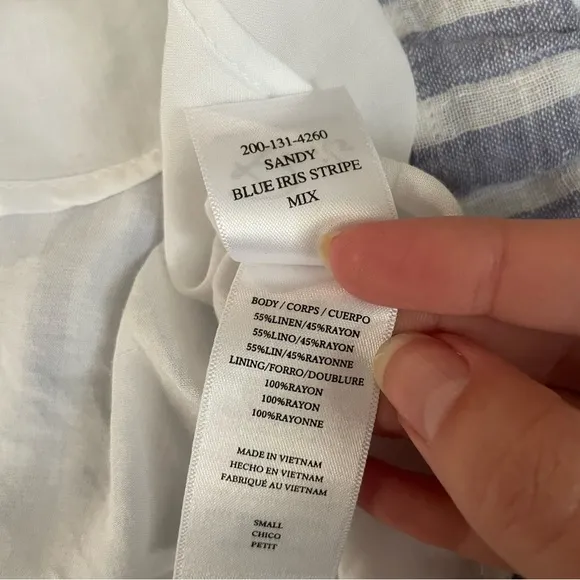 200-131-4260
SANDY
BLUE IRIS STRIPE
MIX
BODY / CORPS / CUERPO
55%LINEN/45%RAYON
55%LINO/45%RAYON
55%LIN/45%RAYONNE
LINING/FORRO/DOUBLURE
100%RAYON
100%RAYON
100%RAYONNE
MADE IN VIETNAM
HECHO EN VIETNAM
FABRIQUÉ AU VIETNAM
SMALL
CHICO
PETIT